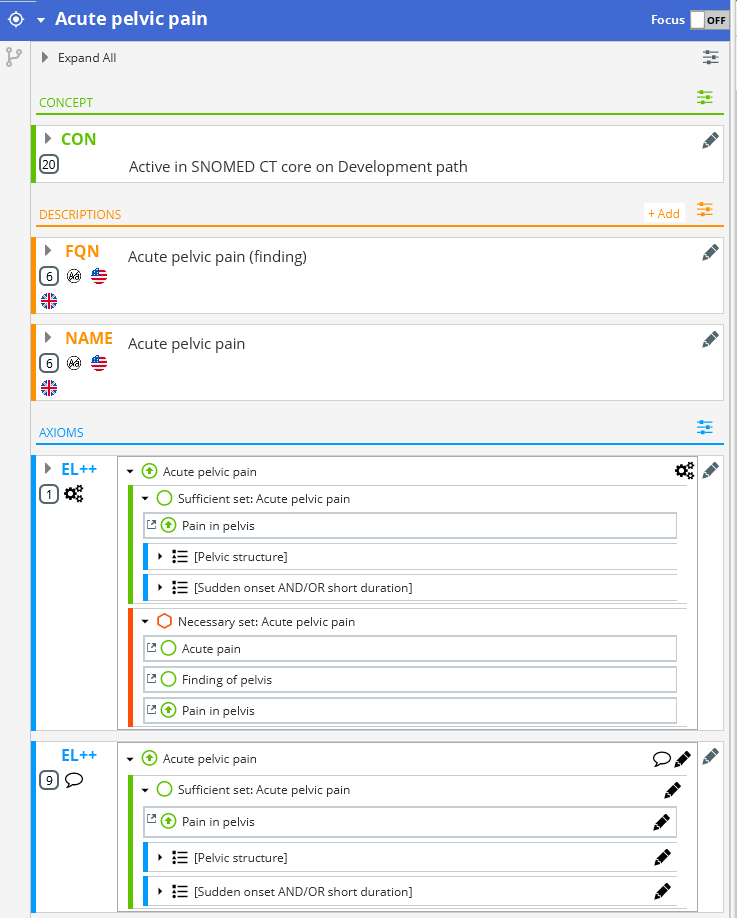 Acute pelvic pain
Focus OFF
Expand All
CONCEPT
CON
20
Active in SNOMED CT core on Development path
DESCRIPTIONS
+ Add
FQN
Acute pelvic pain (finding)
6 Aa
NAME
Acute pelvic pain
6 Aa
AXIOMS
EL++
1
Acute pelvic pain
Sufficient set: Acute pelvic pain
Pain in pelvis
[Pelvic structure]
[Sudden onset AND/OR short duration]
Necessary set: Acute pelvic pain
Acute pain
Finding of pelvis
Pain in pelvis
EL++
9
Acute pelvic pain
Sufficient set: Acute pelvic pain
Pain in pelvis
[Pelvic structure]
[Sudden onset AND/OR short duration]